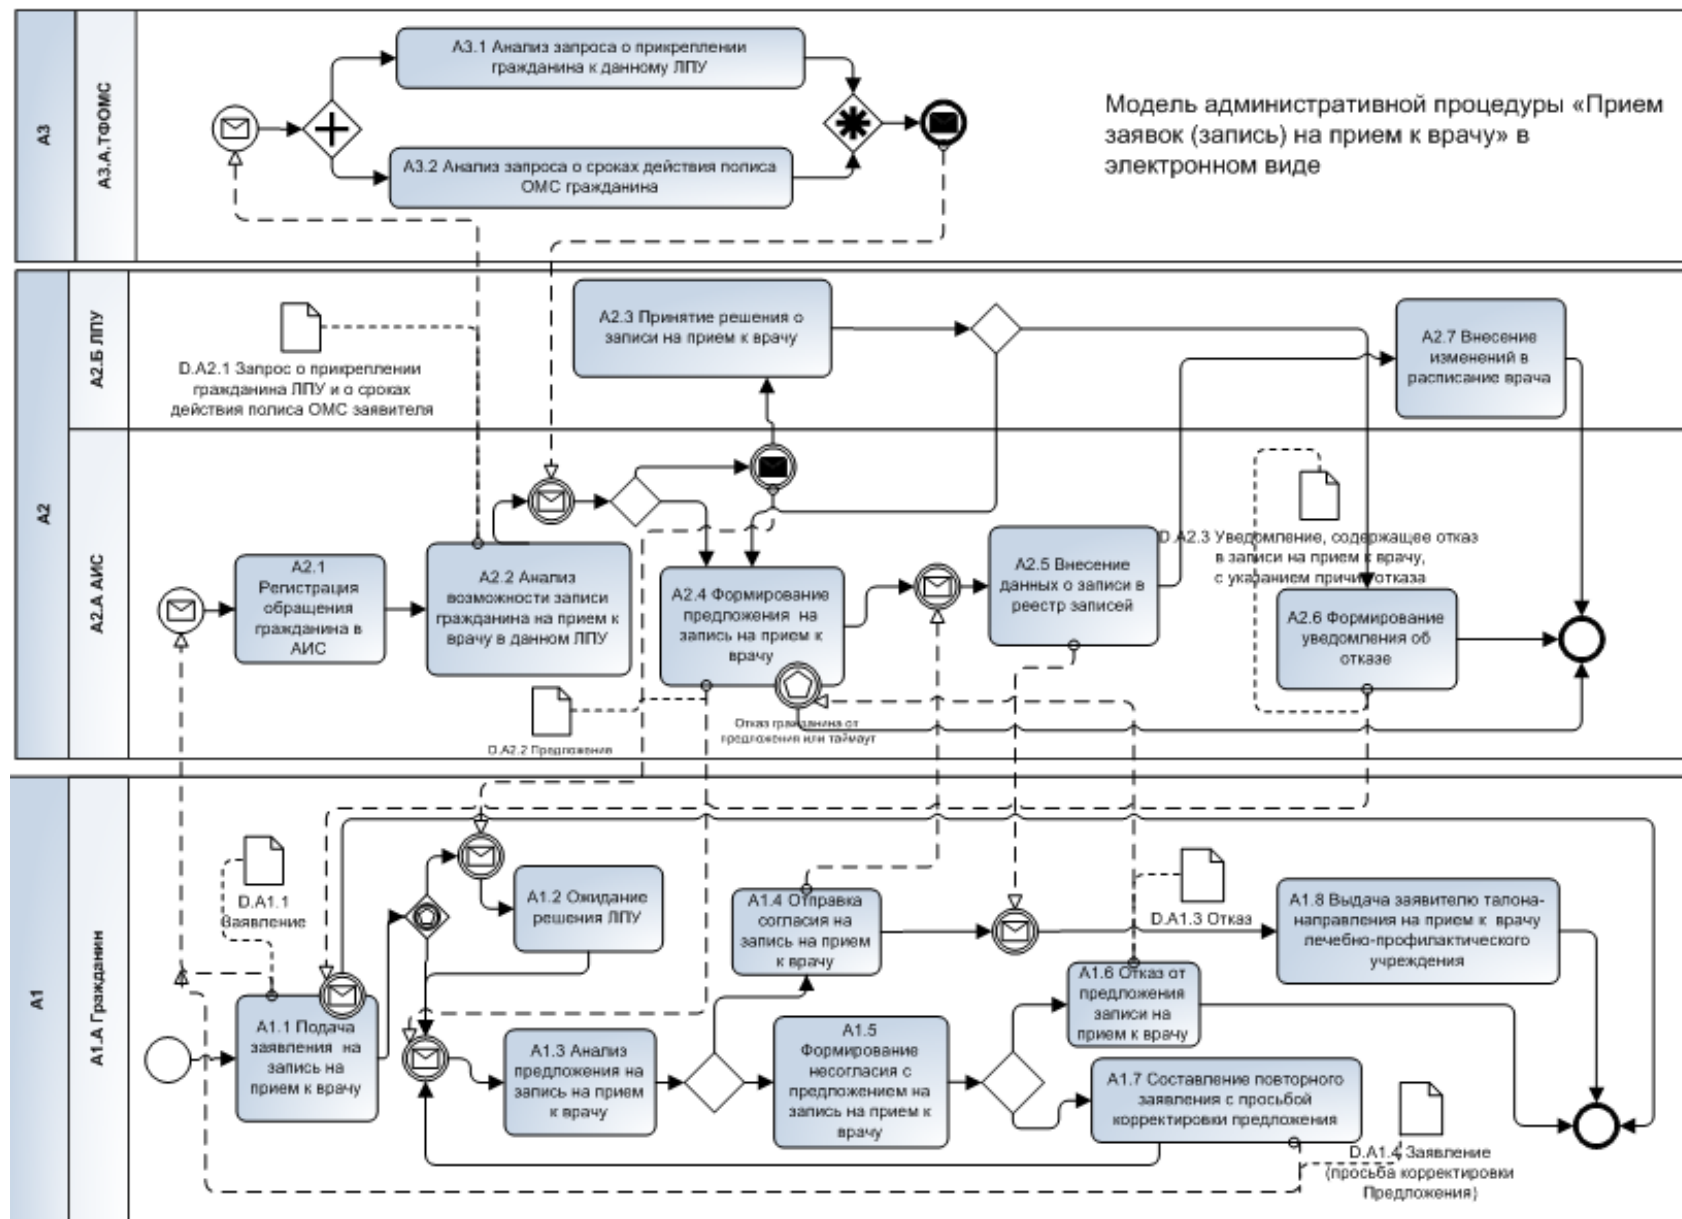 A3
А3.А.ТФОМС
А3.1 Анализ запроса о прикреплении
гражданина к данному ЛПУ
А3.2 Анализ запроса о сроках действия полиса
ОМС гражданина
Модель административной процедуры «Прием
заявок (запись) на прием к врачу» в
электронном виде
A2
А2.Б ЛПУ
D.A2.1 Запрос о прикреплении
гражданина ЛПУ и о сроках
действия полиса ОМС заявителя
А2.3 Принятие решения о
записи на прием к врачу
А2.7 Внесение
изменений в
расписание врача
А2.А АИС
А2.1
Регистрация
обращения
гражданина в
АИС
А2.2 Анализ
возможности записи
гражданина на прием к
врачу в данном ЛПУ
А2.4 Формирование
предложения на
запись на прием к
врачу
А2.5 Внесение
данных о записи в
реестр записей
D.A2.3 Уведомление, содержащее отказ
в записи на прием к врачу,
с указанием причин отказа
А2.6 Формирование
уведомления об
отказе
D.A2.2 Предложение
Отказ гражданина от
предложения или таймаут
A1
А1.А Гражданин
D.A1.1
Заявление
А1.1 Подача
заявления на
запись на
прием к врачу
А1.2 Ожидание
решения ЛПУ
А1.3 Анализ
предложения на
запись на прием
к врачу
А1.4 Отправка
согласия на
запись на прием
к врачу
А1.5
Формирование
несогласия с
предложением на
запись на прием к
врачу
D.A1.3 Отказ
А1.6 Отказ от
предложения
записи на
прием к врачу
А1.8 Выдача заявителю талона-
направления на прием к врачу
лечебно-профилактического
учреждения
А1.7 Составление повторного
заявления с просьбой
корректировки предложения
D.A1.4 Заявление
(просьба корректировки
Предложения)